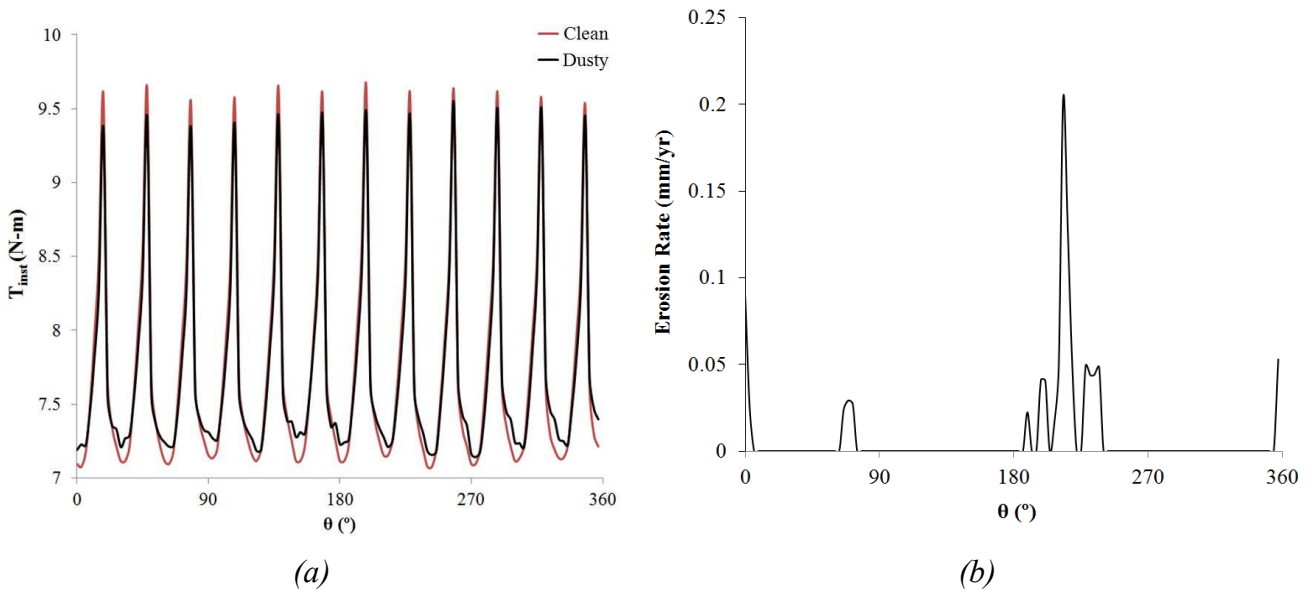 10
9.5
9
8.5
8
7.5
7
T_inst (N-m)
Clean
Dusty
0
90
180
270
360
θ (º)
(a)
0.25
0.2
0.15
0.1
0.05
0
Erosion Rate (mm/yr)
0
90
180
270
360
θ (º)
(b)